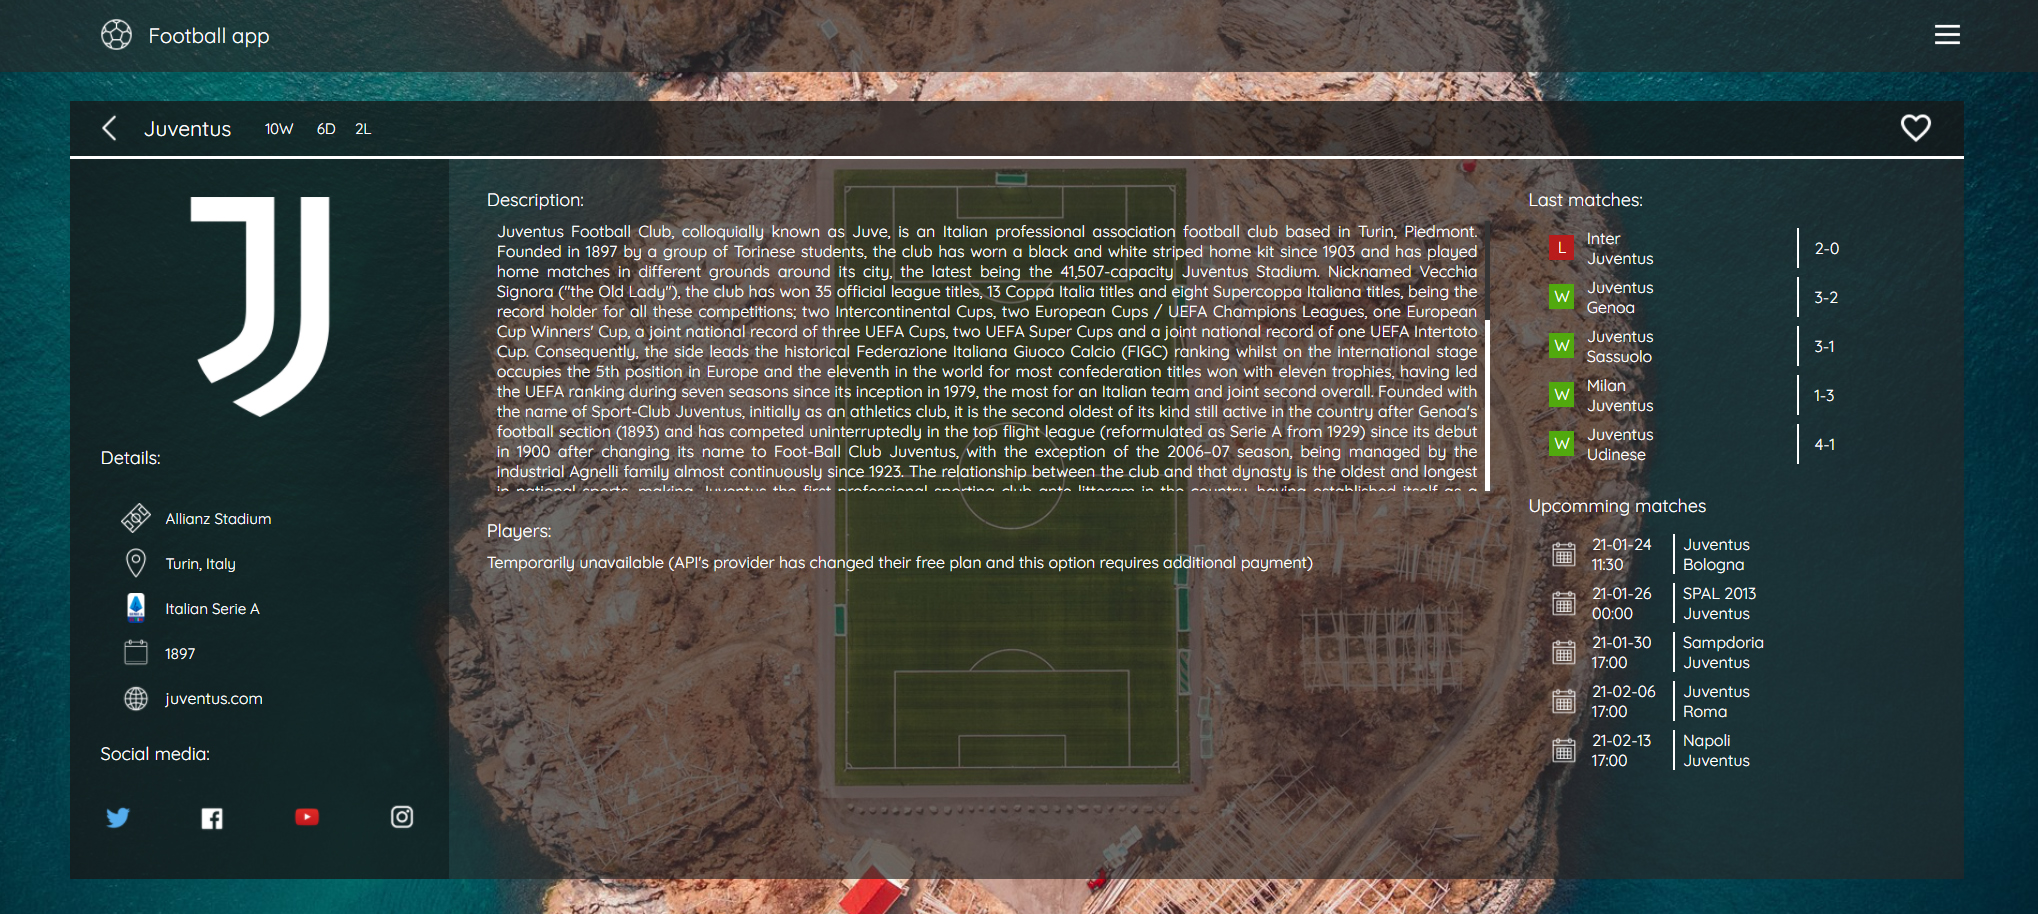 Football app
Juventus 10W 6D 2L
Details:
Allianz Stadium
Turin, Italy
Italian Serie A
1897
juventus.com
Social media:
Description:
Juventus Football Club, colloquially known as Juve, is an Italian professional association football club based in Turin, Piedmont.
Founded in 1897 by a group of Torinese students, the club has worn a black and white striped home kit since 1903 and has played
home matches in different grounds around its city, the latest being the 41,507-capacity Juventus Stadium. Nicknamed Vecchia
Signora ("the Old Lady"), the club has won 35 official league titles, 13 Coppa Italia titles and eight Supercoppa Italiana titles, being the
record holder for all these competitions; two Intercontinental Cups, two European Cups / UEFA Champions Leagues, one European
Cup Winners' Cup, a joint national record of three UEFA Cups, two UEFA Super Cups and a joint national record of one UEFA Intertoto
Cup. Consequently, the side leads the historical Federazione Italiana Giuoco Calcio (FIGC) ranking whilst on the international stage
occupies the 5th position in Europe and the eleventh in the world for most confederation titles won with eleven trophies, having led
the UEFA ranking during seven seasons since its inception in 1979, the most for an Italian team and joint second overall. Founded with
the name of Sport-Club Juventus, initially as an athletics club, it is the second oldest of its kind still active in the country after Genoa's
football section (1893) and has competed uninterruptedly in the top flight league (reformulated as Serie A from 1929) since its debut
in 1900 after changing its name to Foot-Ball Club Juventus, with the exception of the 2006–07 season, being managed by the
industrial Agnelli family almost continuously since 1923. The relationship between the club and that dynasty is the oldest and longest
in national sports, making Juventus the first professional sporting club ante litteram in the country, having established itself as a
Players:
Temporarily unavailable (API's provider has changed their free plan and this option requires additional payment)
Last matches:
L Inter
Juventus 2-0
W Juventus
Genoa 3-2
W Juventus
Sassuolo 3-1
W Milan
Juventus 1-3
W Juventus
Udinese 4-1
Upcomming matches
21-01-24 Juventus
11:30 Bologna
21-01-26 SPAL 2013
00:00 Juventus
21-01-30 Sampdoria
17:00 Juventus
21-02-06 Juventus
17:00 Roma
21-02-13 Napoli
17:00 Juventus